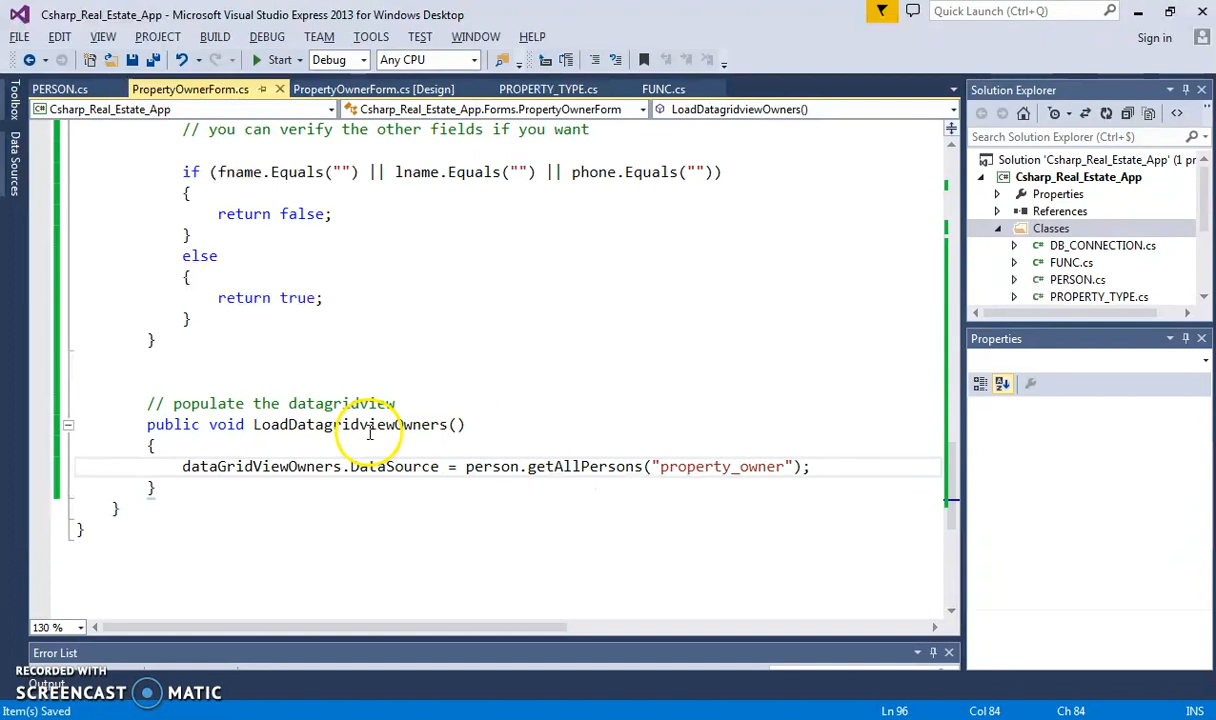 Csharp_Real_Estate_App - Microsoft Visual Studio Express 2013 for Windows Desktop
Quick Launch (Ctrl+Q)
FILE EDIT VIEW PROJECT BUILD DEBUG TEAM TOOLS TEST WINDOW HELP
Sign in
Start Debug Any CPU
Toolbox
Data Sources
PERSON.cs PropertyOwnerForm.cs PropertyOwnerForm.cs [Design] PROPERTY_TYPE.cs FUNC.cs
Csharp_Real_Estate_App Csharp_Real_Estate_App.Forms.PropertyOwnerForm LoadDatagridviewOwners()
// you can verify the other fields if you want
if (fname.Equals("") || lname.Equals("") || phone.Equals(""))
{
return false;
}
else
{
return true;
}
}
// populate the datagridview
public void LoadDatagridviewOwners()
{
dataGridViewOwners.DataSource = person.getAllPersons("property_owner");
}
}
}
130 %
Solution Explorer
Search Solution Explorer (Ctrl+;)
Solution 'Csharp_Real_Estate_App' (1 pr
Csharp_Real_Estate_App
Properties
References
Classes
C# DB_CONNECTION.cs
C# FUNC.cs
C# PERSON.cs
C# PROPERTY_TYPE.cs
Properties
Error List
Output
RECORDED WITH
SCREENCAST MATIC
Item(s) Saved Ln 96 Col 84 Ch 84 INS